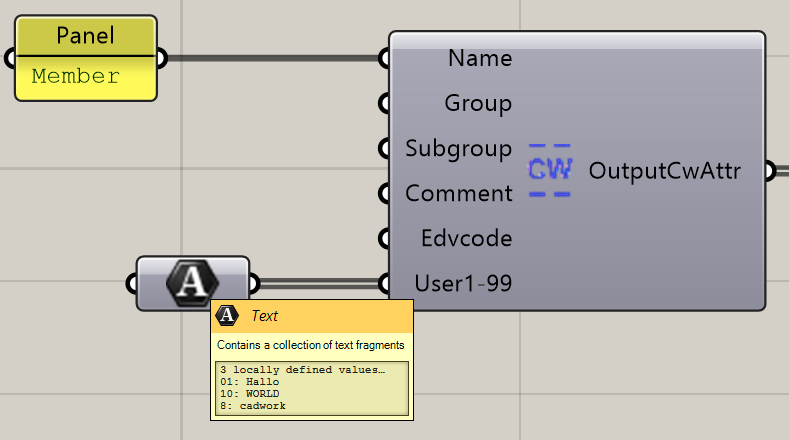 Panel
Member
Name
Group
Subgroup
Comment
Edvcode
User1-99
CW
OutputCwAttr
A
A Text
Contains a collection of text fragments
3 locally defined values…
01: Hallo
10: WORLD
8: cadwork